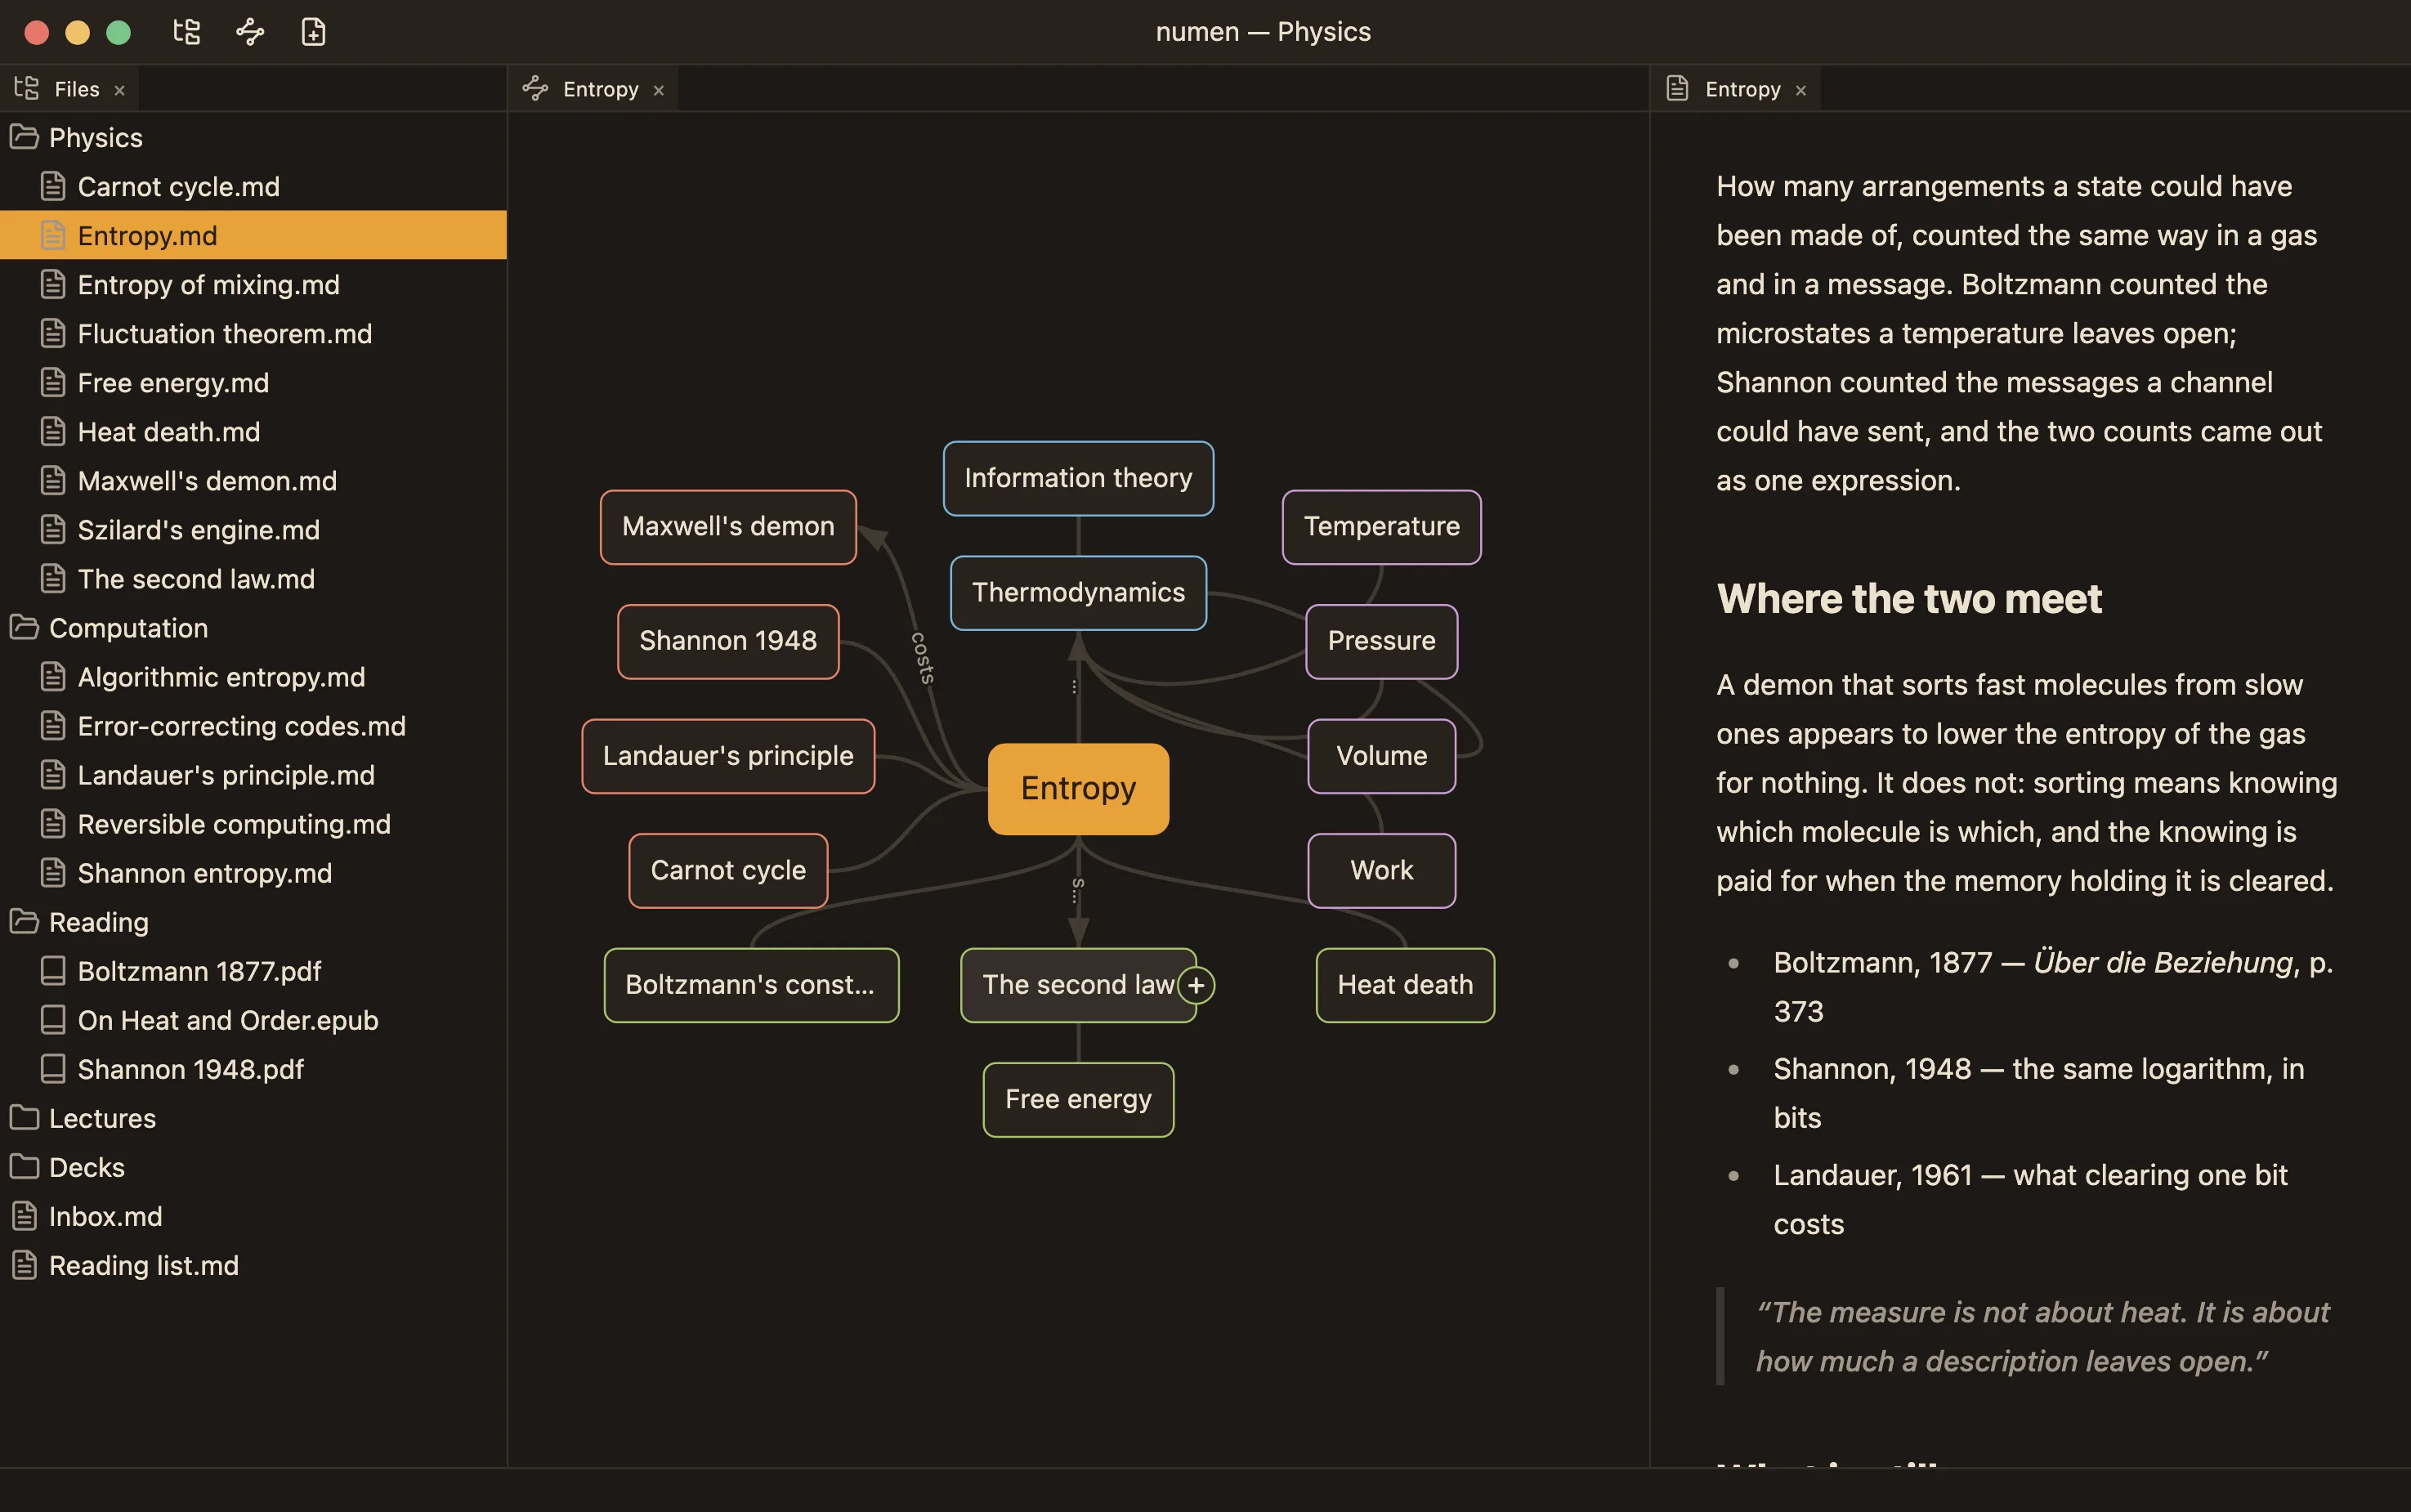 numen — Physics
Files
Entropy
Entropy
Physics
Carnot cycle.md
Entropy.md
Entropy of mixing.md
Fluctuation theorem.md
Free energy.md
Heat death.md
Maxwell's demon.md
Szilard's engine.md
The second law.md
Computation
Algorithmic entropy.md
Error-correcting codes.md
Landauer's principle.md
Reversible computing.md
Shannon entropy.md
Reading
Boltzmann 1877.pdf
On Heat and Order.epub
Shannon 1948.pdf
Lectures
Decks
Inbox.md
Reading list.md
Information theory
Maxwell's demon
Temperature
Thermodynamics
Shannon 1948
costs
Pressure
...
Landauer's principle
Entropy
Volume
Carnot cycle
s...
Work
Boltzmann's const...
The second law
Heat death
Free energy
How many arrangements a state could have
been made of, counted the same way in a gas
and in a message. Boltzmann counted the
microstates a temperature leaves open;
Shannon counted the messages a channel
could have sent, and the two counts came out
as one expression.
Where the two meet
A demon that sorts fast molecules from slow
ones appears to lower the entropy of the gas
for nothing. It does not: sorting means knowing
which molecule is which, and the knowing is
paid for when the memory holding it is cleared.
• Boltzmann, 1877 — Über die Beziehung, p.
373
• Shannon, 1948 — the same logarithm, in
bits
• Landauer, 1961 — what clearing one bit
costs
“The measure is not about heat. It is about
how much a description leaves open.”